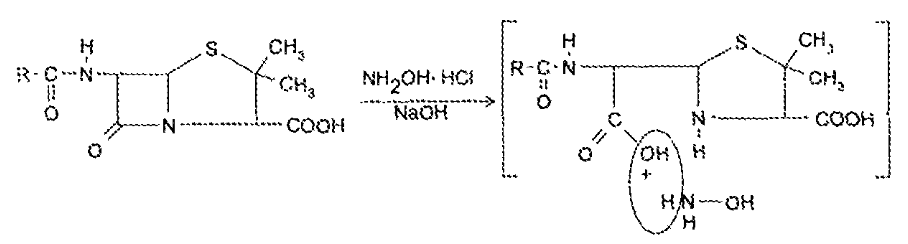 H
R-C-N
O
S
CH₃
CH₃
N
O
COOH
NH₂OH·HCl
NaOH
H
R-C-N
O
S
CH₃
CH₃
C
O
OH
+
N
H
COOH
H N—OH
H